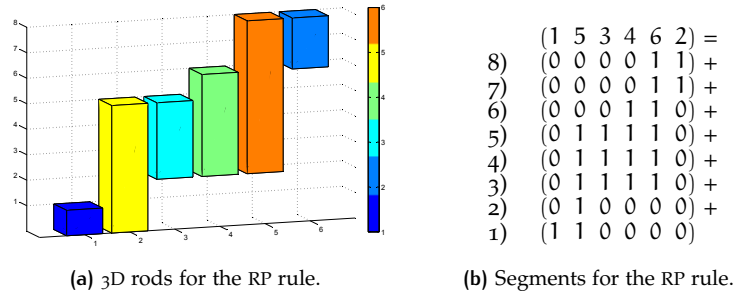 8
7
6
5
4
3
2
1
1
2
3
4
5
6
6
5
4
3
2
1
(1 5 3 4 6 2) =
8) (0 0 0 0 1 1) +
7) (0 0 0 0 1 1) +
6) (0 0 0 1 1 0) +
5) (0 1 1 1 1 0) +
4) (0 1 1 1 1 0) +
3) (0 1 1 1 1 0) +
2) (0 1 0 0 0 0) +
1) (1 1 0 0 0 0)
(a) 3D rods for the RP rule.
(b) Segments for the RP rule.